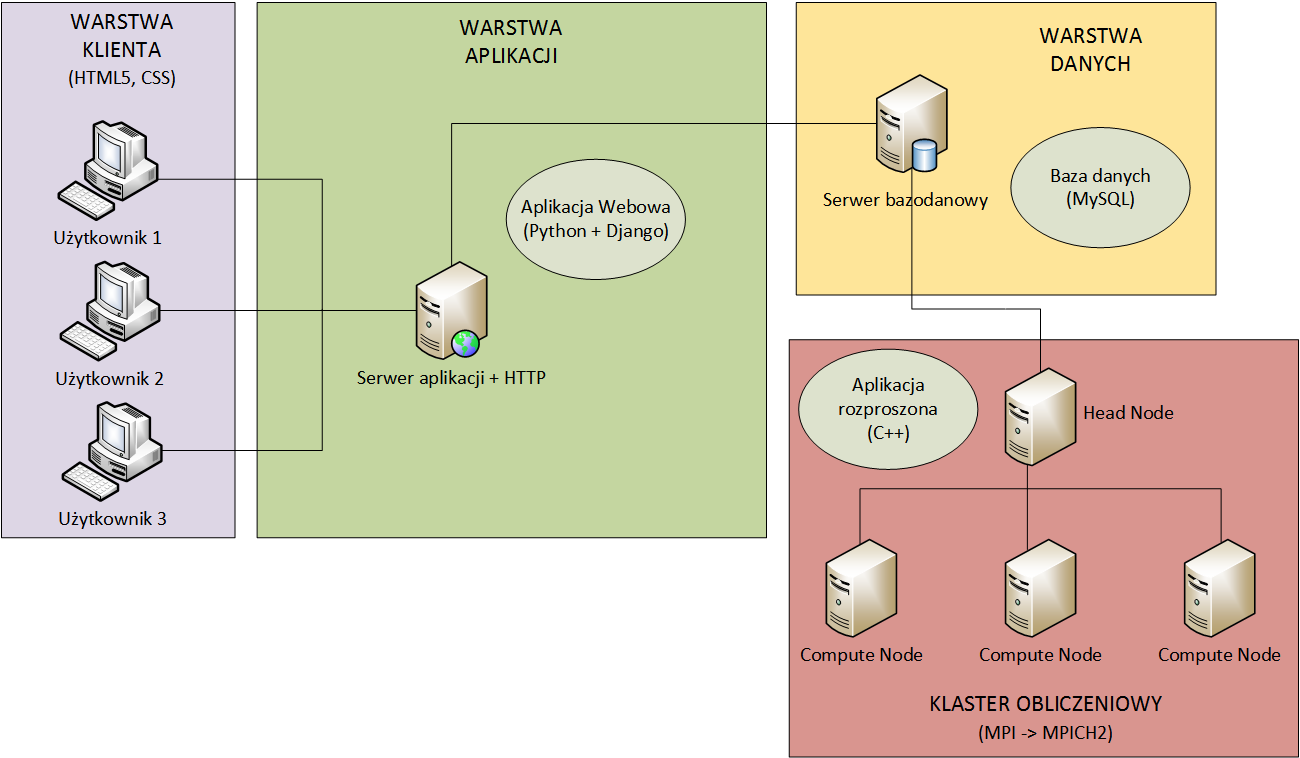 WARSTWA
KLIENTA
(HTML5, CSS)
Użytkownik 1
Użytkownik 2
Użytkownik 3
WARSTWA
APLIKACJI
Aplikacja Webowa
(Python + Django)
Serwer aplikacji + HTTP
WARSTWA
DANYCH
Serwer bazodanowy
Baza danych
(MySQL)
Aplikacja
rozproszona
(C++)
Head Node
Compute Node
Compute Node
Compute Node
KLASTER OBLICZENIOWY
(MPI -> MPICH2)